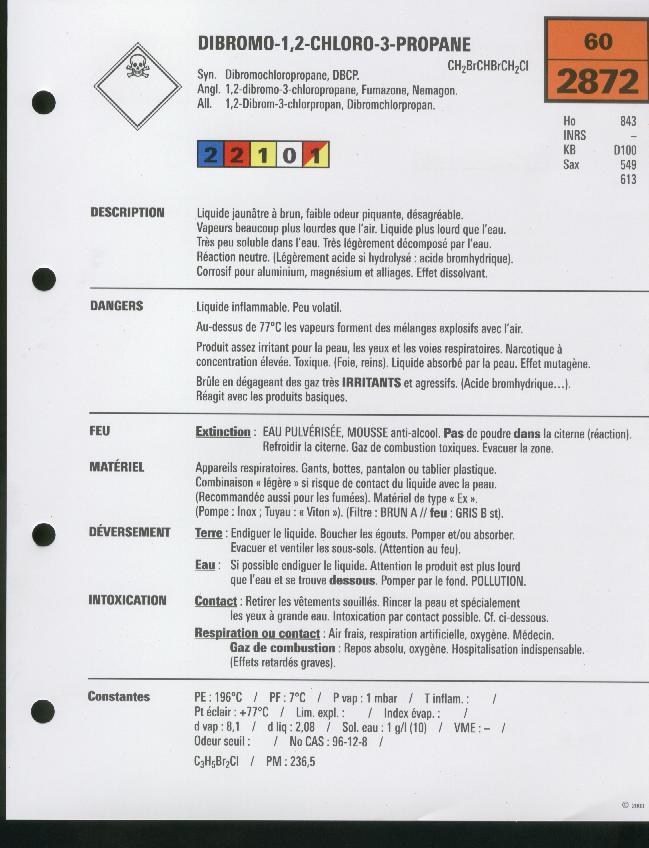 DIBROMO-1,2-CHLORO-3-PROPANE
CH2BrCHBrCH2Cl
Syn. Dibromochloropropane, DBCP.
Angl. 1,2-dibromo-3-chloropropane, Fumazone, Nemagon.
All. 1,2-Dibrom-3-chlorpropan, Dibromchlorpropan.
60
2872
2 2 1 0 1
Ho 843
INRS –
KB D100
Sax 549
613
DESCRIPTION Liquide jaunâtre à brun, faible odeur piquante, désagréable.
Vapeurs beaucoup plus lourdes que l'air. Liquide plus lourd que l'eau.
Très peu soluble dans l'eau. Très légèrement décomposé par l'eau.
Réaction neutre. (Légèrement acide si hydrolysé : acide bromhydrique).
Corrosif pour aluminium, magnésium et alliages. Effet dissolvant.
DANGERS Liquide inflammable. Peu volatil.
Au-dessus de 77°C les vapeurs forment des mélanges explosifs avec l'air.
Produit assez irritant pour la peau, les yeux et les voies respiratoires. Narcotique à
concentration élevée. Toxique. (Foie, reins). Liquide absorbé par la peau. Effet mutagène.
Brûle en dégageant des gaz très IRRITANTS et agressifs. (Acide bromhydrique...).
Réagit avec les produits basiques.
FEU Extinction : EAU PULVÉRISÉE, MOUSSE anti-alcool. Pas de poudre dans la citerne (réaction).
Refroidir la citerne. Gaz de combustion toxiques. Evacuer la zone.
MATÉRIEL Appareils respiratoires. Gants, bottes, pantalon ou tablier plastique.
Combinaison « légère » si risque de contact du liquide avec la peau.
(Recommandée aussi pour les fumées). Matériel de type « Ex ».
(Pompe : Inox ; Tuyau : « Viton »). (Filtre : BRUN A // feu : GRIS B st).
DÉVERSEMENT Terre : Endiguer le liquide. Boucher les égouts. Pomper et/ou absorber.
Evacuer et ventiler les sous-sols. (Attention au feu).
Eau : Si possible endiguer le liquide. Attention le produit est plus lourd
que l'eau et se trouve dessous. Pomper par le fond. POLLUTION.
INTOXICATION Contact : Retirer les vêtements souillés. Rincer la peau et spécialement
les yeux à grande eau. Intoxication par contact possible. Cf. ci-dessous.
Respiration ou contact : Air frais, respiration artificielle, oxygène. Médecin.
Gaz de combustion : Repos absolu, oxygène. Hospitalisation indispensable.
(Effets retardés graves).
Constantes PE : 196°C / PF : 7°C / P vap : 1 mbar / T inflam. : /
Pt éclair : +77°C / Lim. expl. : / Index évap. : /
d vap : 8,1 / d liq : 2,08 / Sol. eau : 1 g/l (10) / VME : – /
Odeur seuil : / No CAS : 96-12-8 /
C3H5Br2Cl / PM : 236,5